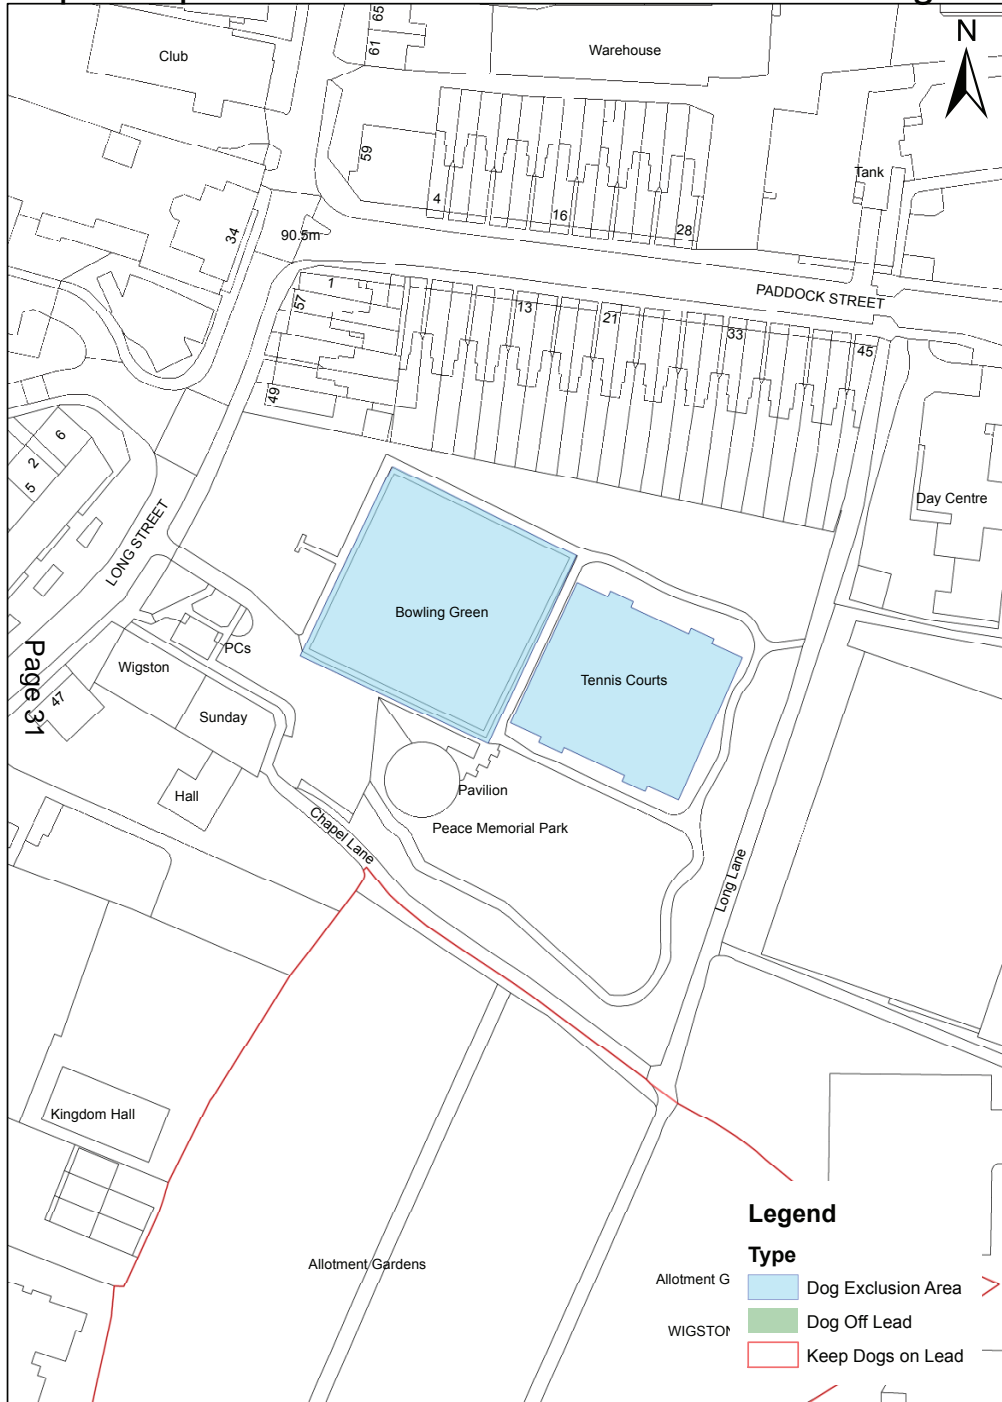 Club
65
61
Warehouse
N
59
Tank
4
16
28
34
90.5m
PADDOCK STREET
1
57
13
21
33
45
49
6
2
5
Day Centre
LONG STREET
Bowling Green
PCs
Wigston
Tennis Courts
Page 31
47
Sunday
Hall
Pavilion
Chapel Lane
Peace Memorial Park
Long Lane
Kingdom Hall
Allotment Gardens
Legend
Type
Allotment G
Dog Exclusion Area
WIGSTON
Dog Off Lead
Keep Dogs on Lead